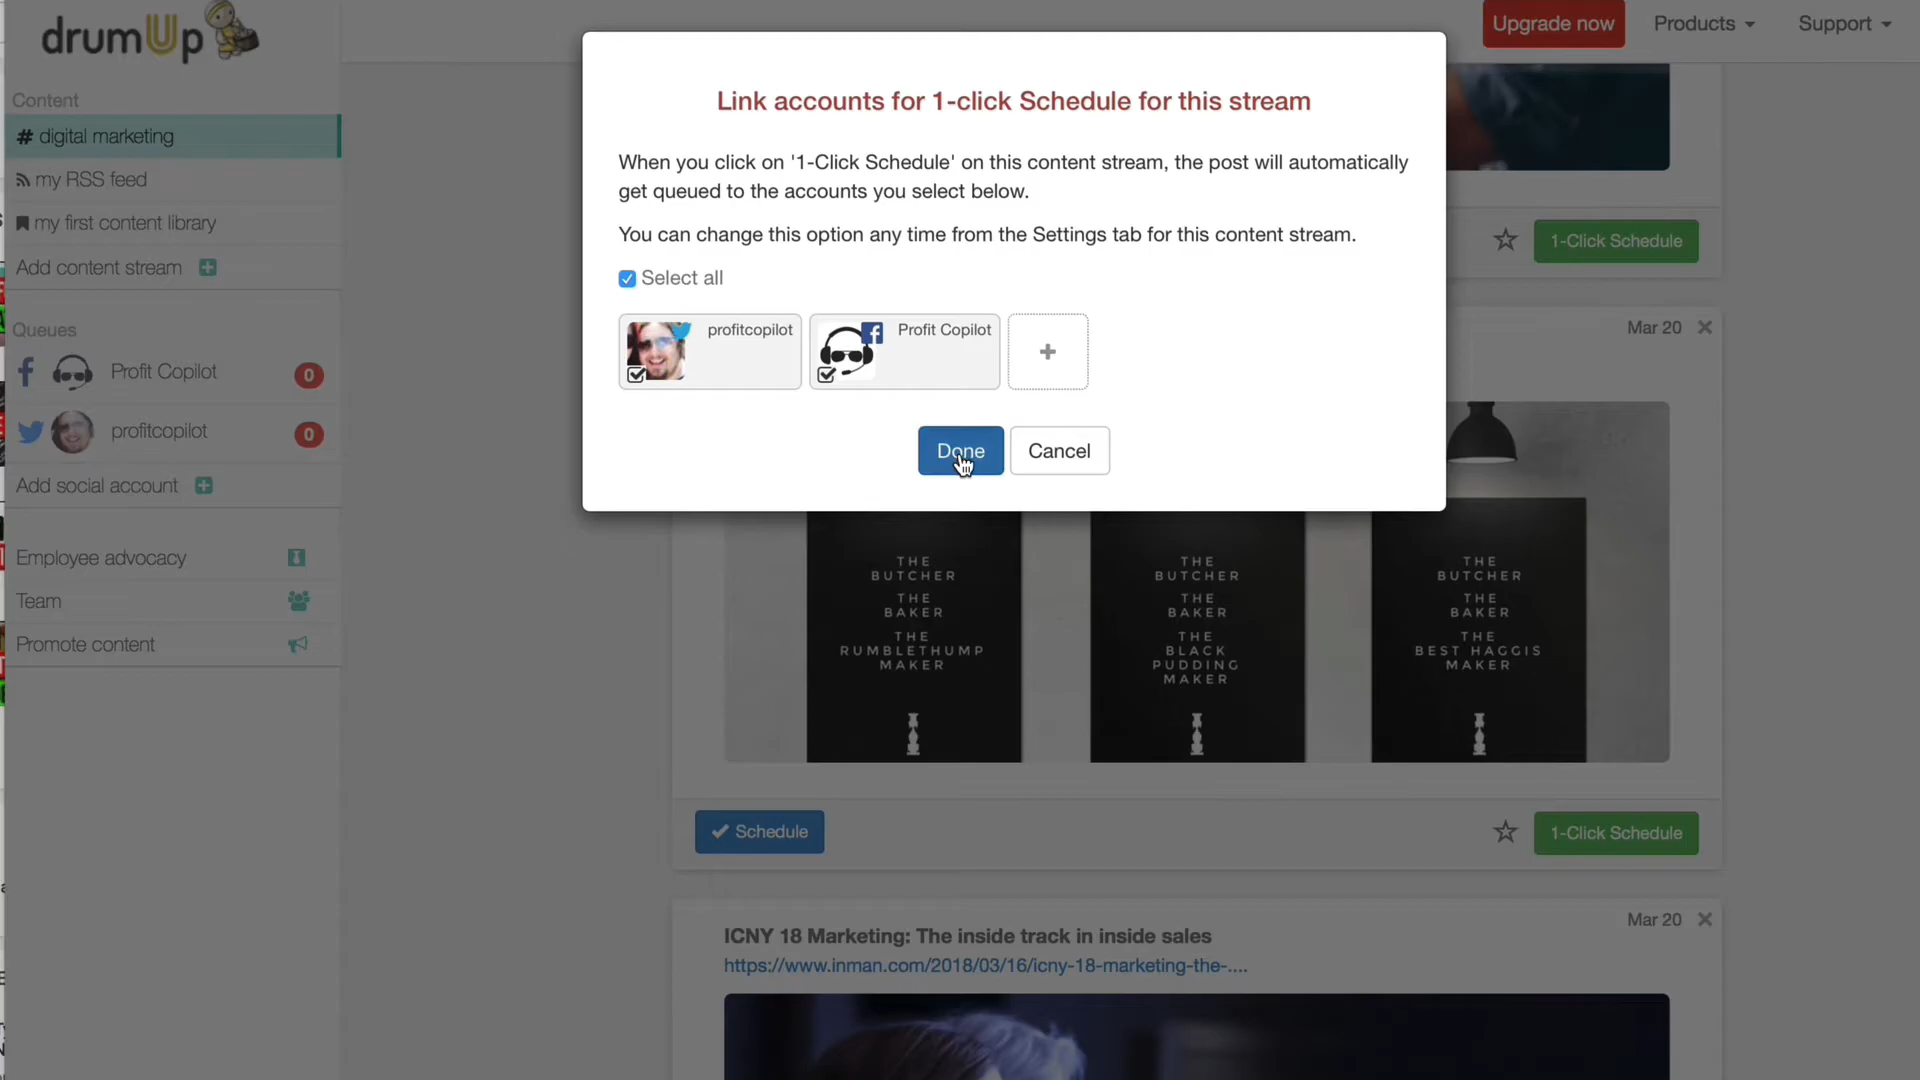 drumUp
Upgrade now
Products
Support
Content
# digital marketing
my RSS feed
my first content library
Add content stream
Queues
Profit Copilot
0
profitcopilot
0
Add social account
Employee advocacy
Team
Promote content
Link accounts for 1-click Schedule for this stream
When you click on '1-Click Schedule' on this content stream, the post will automatically
get queued to the accounts you select below.
You can change this option any time from the Settings tab for this content stream.
Select all
profitcopilot
Profit Copilot
Done
Cancel
1-Click Schedule
Mar 20
THE
BUTCHER
THE
BAKER
THE
RUMBLETHUMP
MAKER
THE
BUTCHER
THE
BAKER
THE
BLACK
PUDDING
MAKER
THE
BUTCHER
THE
BAKER
THE
BEST HAGGIS
MAKER
Schedule
1-Click Schedule
Mar 20
ICNY 18 Marketing: The inside track in inside sales
https://www.inman.com/2018/03/16/icny-18-marketing-the-....